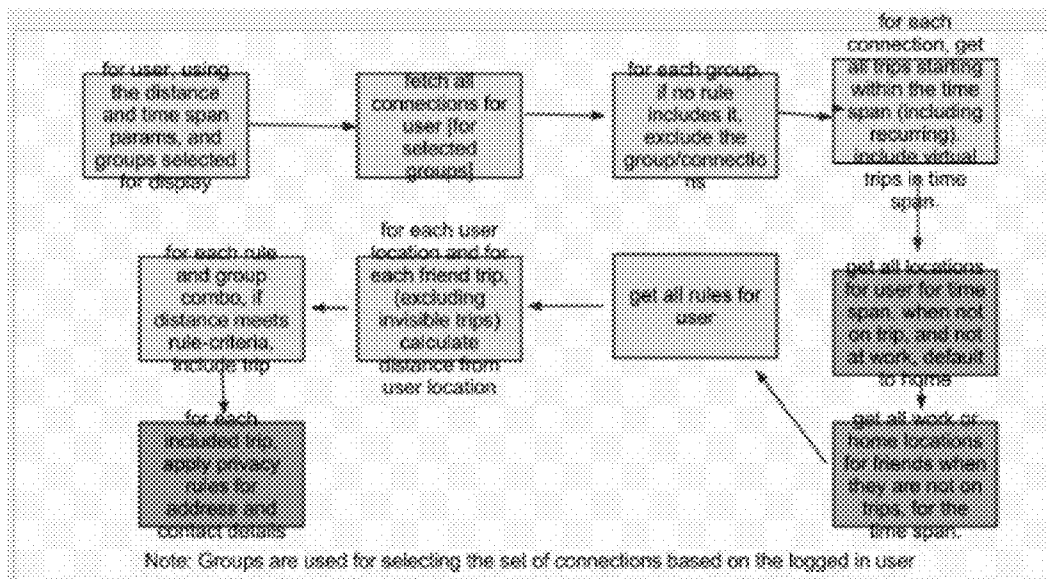 for user, using
the distance
and time span
params, and
groups selected
for display
fetch all
connections for
user [for
selected
groups]
for each group,
if no rule
includes it,
exclude the
group/connectio
ns
for each
connection, get
all trips starting
within the time
span (including
recurring).
include virtual
trips in time
span.
get all locations
for user for time
span, when not
on trip, and not
at work, default
to home
get all work or
home locations
for friends when
they are not on
trips, for the
time span.
get all rules for
user
for each user
location and for
each friend trip,
(excluding
invisible trips)
calculate
distance from
user location
for each rule
and group
combo, if
distance meets
rule-criteria,
include trip
for each
included trip,
apply privacy
rules for
address and
contact details
Note: Groups are used for selecting the set of connections based on the logged in user